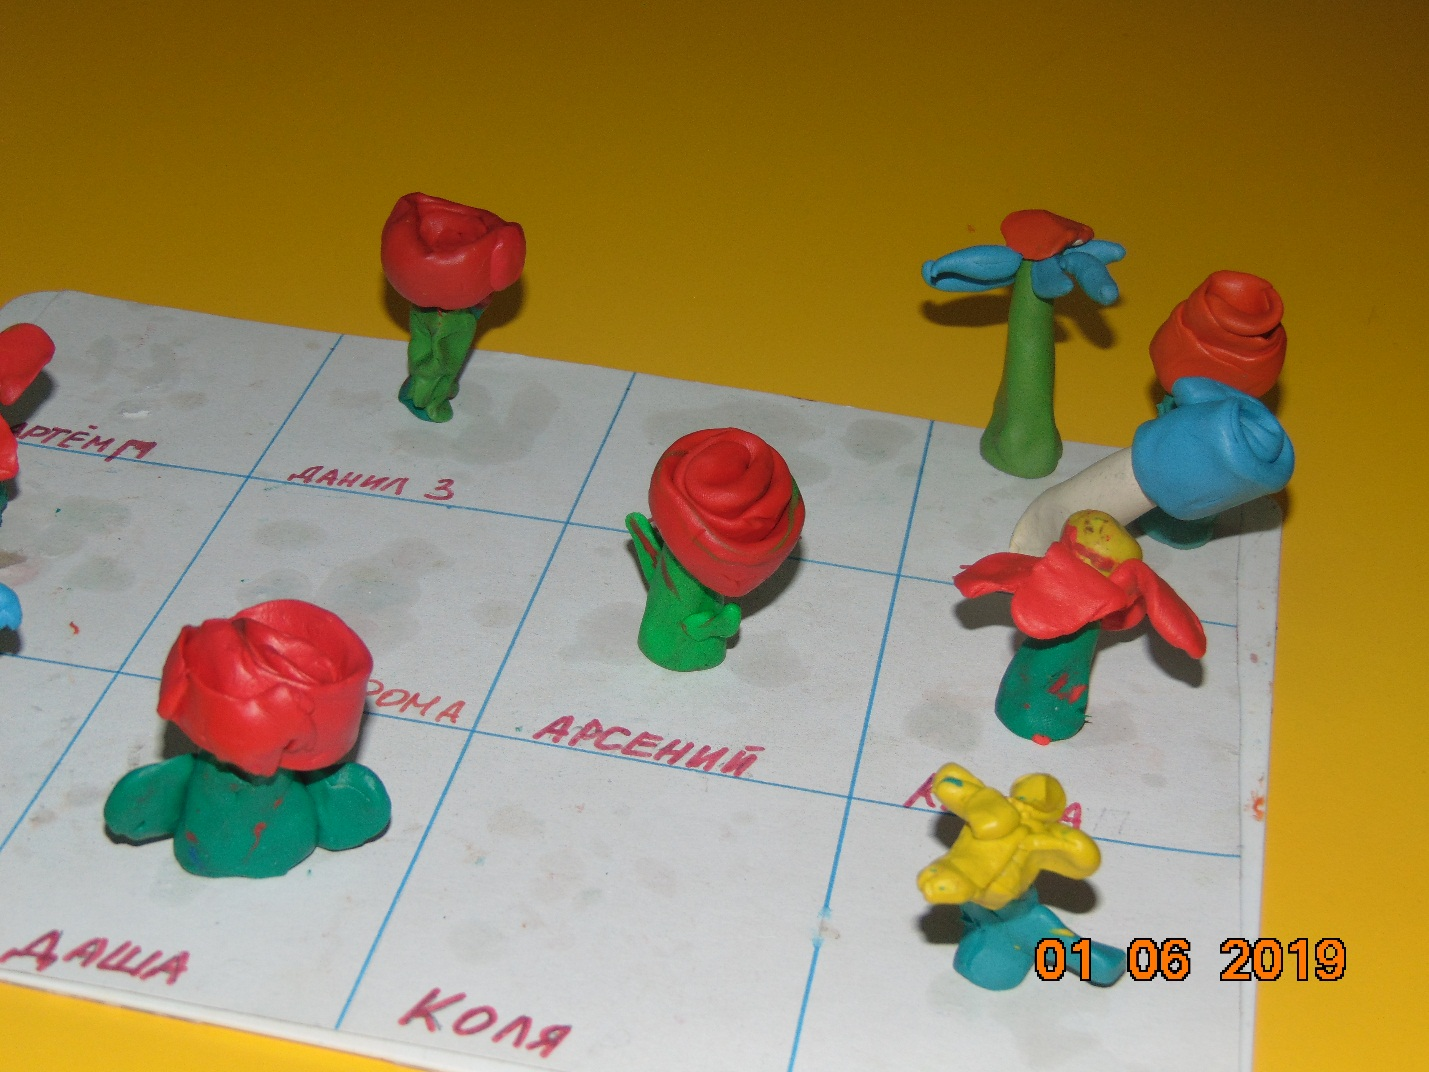 АРТЁМ П
ДАНИЛ З
РОМА
АРСЕНИЙ
ДАША
КОЛЯ
01 06 2019